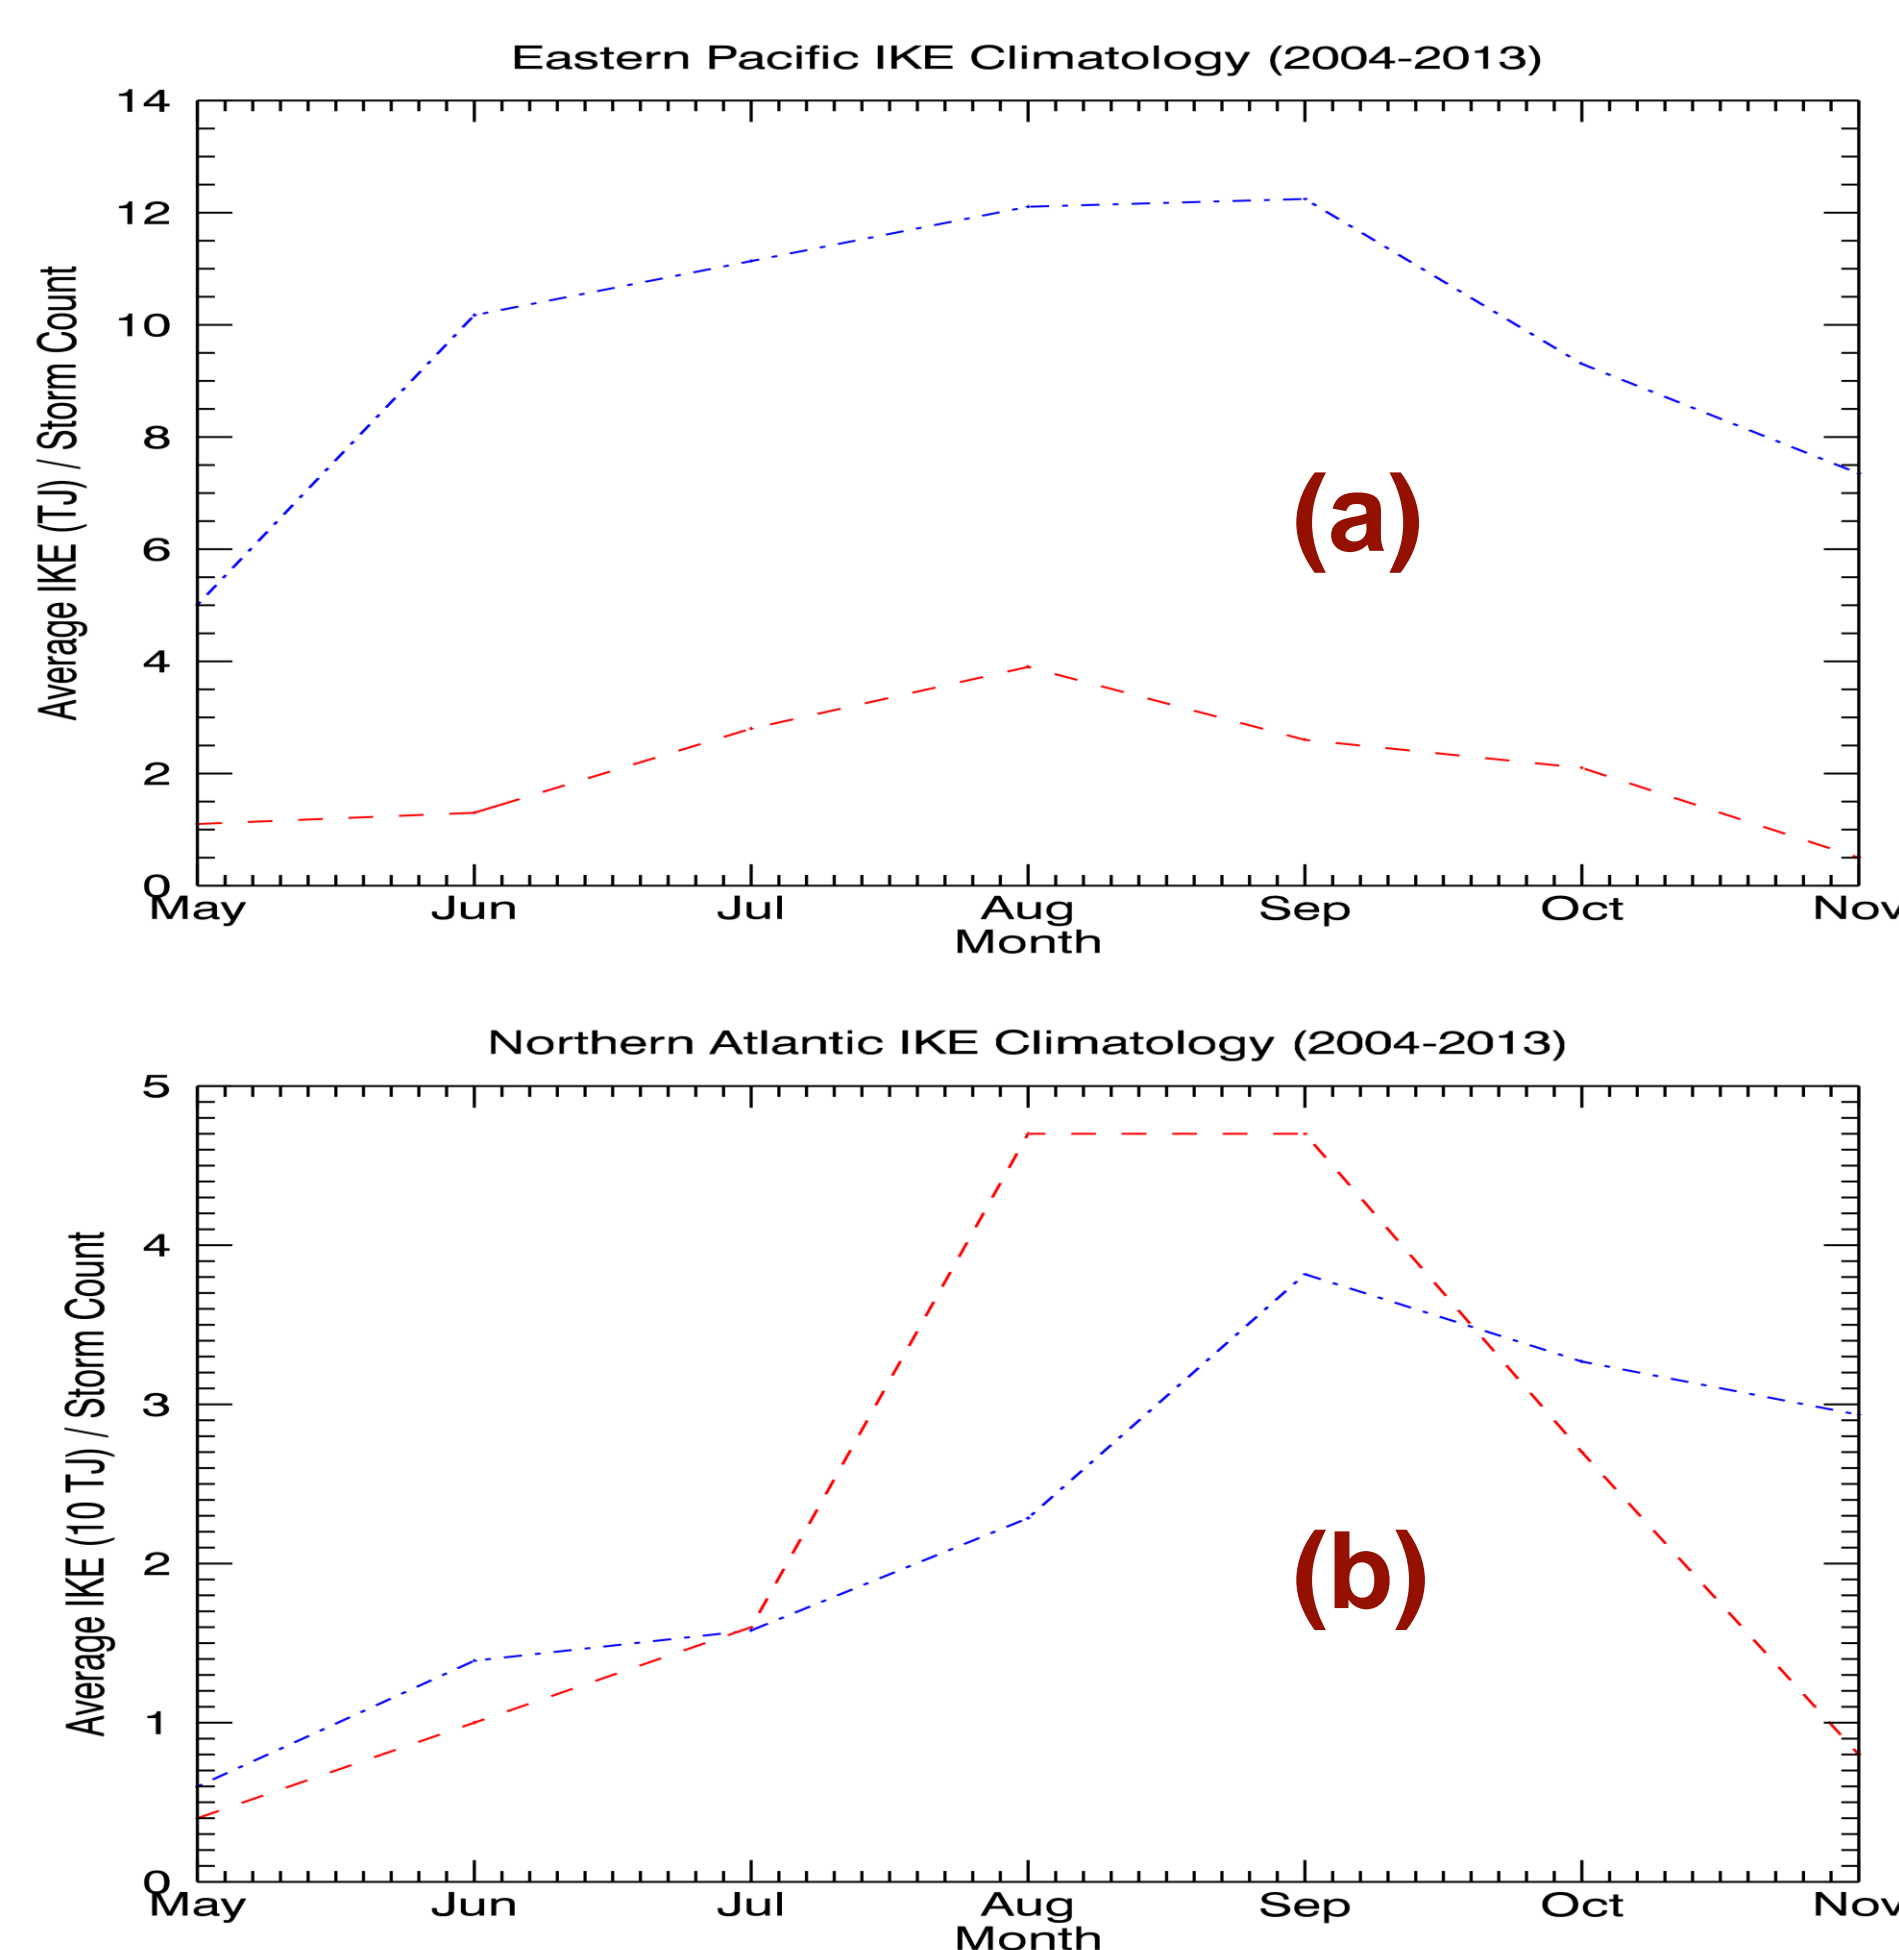 Eastern Pacific IKE Climatology (2004-2013)
14
12
10
8
6
4
2
0
Average IKE (TJ) / Storm Count
(a)
May Jun Jul Aug Sep Oct Nov
Month
Northern Atlantic IKE Climatology (2004-2013)
5
4
3
2
1
0
Average IKE (10 TJ) / Storm Count
(b)
May Jun Jul Aug Sep Oct Nov
Month